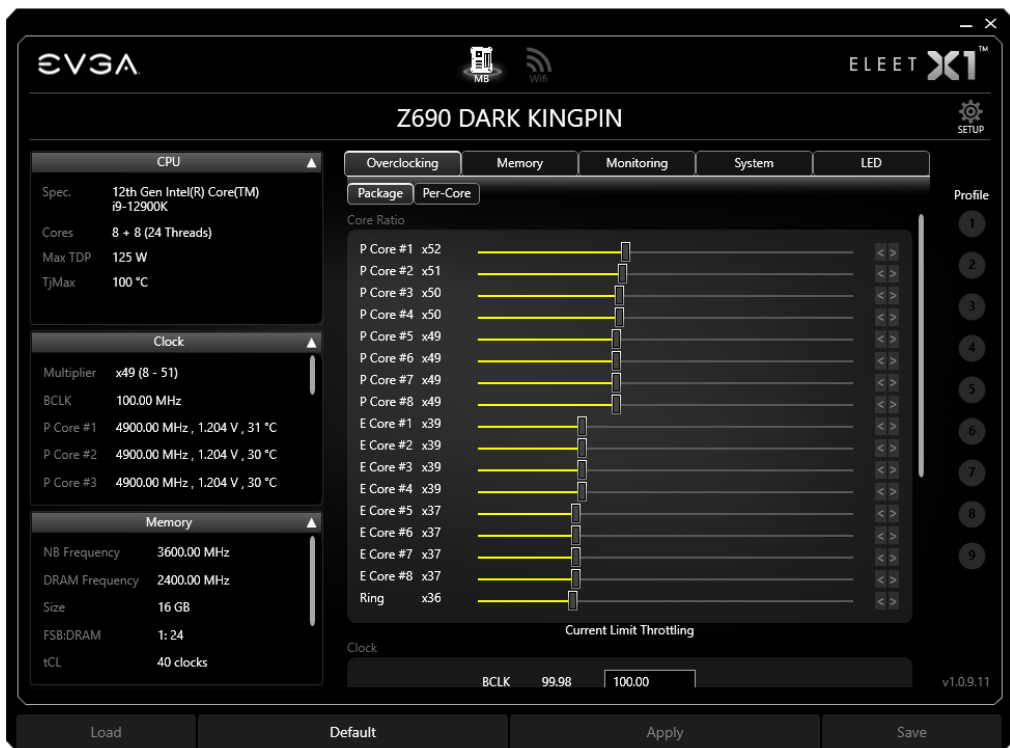 EVGA
MB
Wifi
ELEET X1™
Z690 DARK KINGPIN
SETUP
CPU
Spec. 12th Gen Intel(R) Core(TM)
i9-12900K
Cores 8 + 8 (24 Threads)
Max TDP 125 W
TjMax 100 °C
Clock
Multiplier x49 (8 - 51)
BCLK 100.00 MHz
P Core #1 4900.00 MHz , 1.204 V , 31 °C
P Core #2 4900.00 MHz , 1.204 V , 30 °C
P Core #3 4900.00 MHz , 1.204 V , 30 °C
Memory
NB Frequency 3600.00 MHz
DRAM Frequency 2400.00 MHz
Size 16 GB
FSB:DRAM 1: 24
tCL 40 clocks
Overclocking Memory Monitoring System LED
Package Per-Core
Core Ratio
P Core #1 x52 < >
P Core #2 x51 < >
P Core #3 x50 < >
P Core #4 x50 < >
P Core #5 x49 < >
P Core #6 x49 < >
P Core #7 x49 < >
P Core #8 x49 < >
E Core #1 x39 < >
E Core #2 x39 < >
E Core #3 x39 < >
E Core #4 x39 < >
E Core #5 x37 < >
E Core #6 x37 < >
E Core #7 x37 < >
E Core #8 x37 < >
Ring x36 < >
Current Limit Throttling
Clock
BCLK 99.98 100.00
Profile
1
2
3
4
5
6
7
8
9
v1.0.9.11
Load Default Apply Save